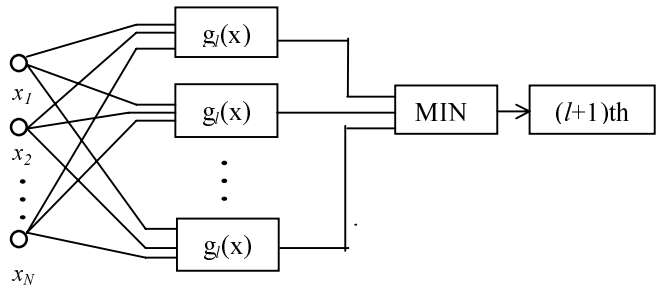 g_l(x)
x_1
g_l(x)
MIN
(l+1)th
x_2
g_l(x)
x_N